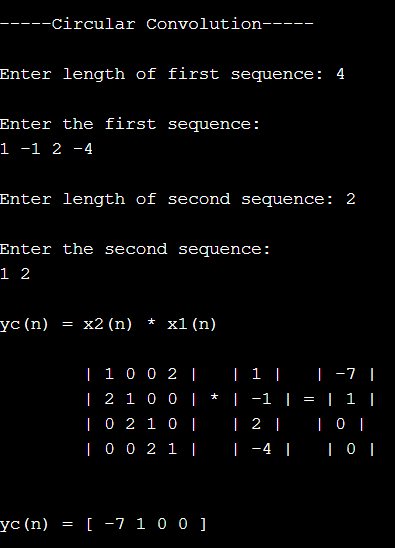 -----Circular Convolution-----
Enter length of first sequence: 4
Enter the first sequence:
1 -1 2 -4
Enter length of second sequence: 2
Enter the second sequence:
1 2
yc(n) = x2(n) * x1(n)
| 1 0 0 2 |   | 1 |   | -7 |
| 2 1 0 0 | * | -1 | = | 1 |
| 0 2 1 0 |   | 2 |   | 0 |
| 0 0 2 1 |   | -4 |   | 0 |
yc(n) = [ -7 1 0 0 ]